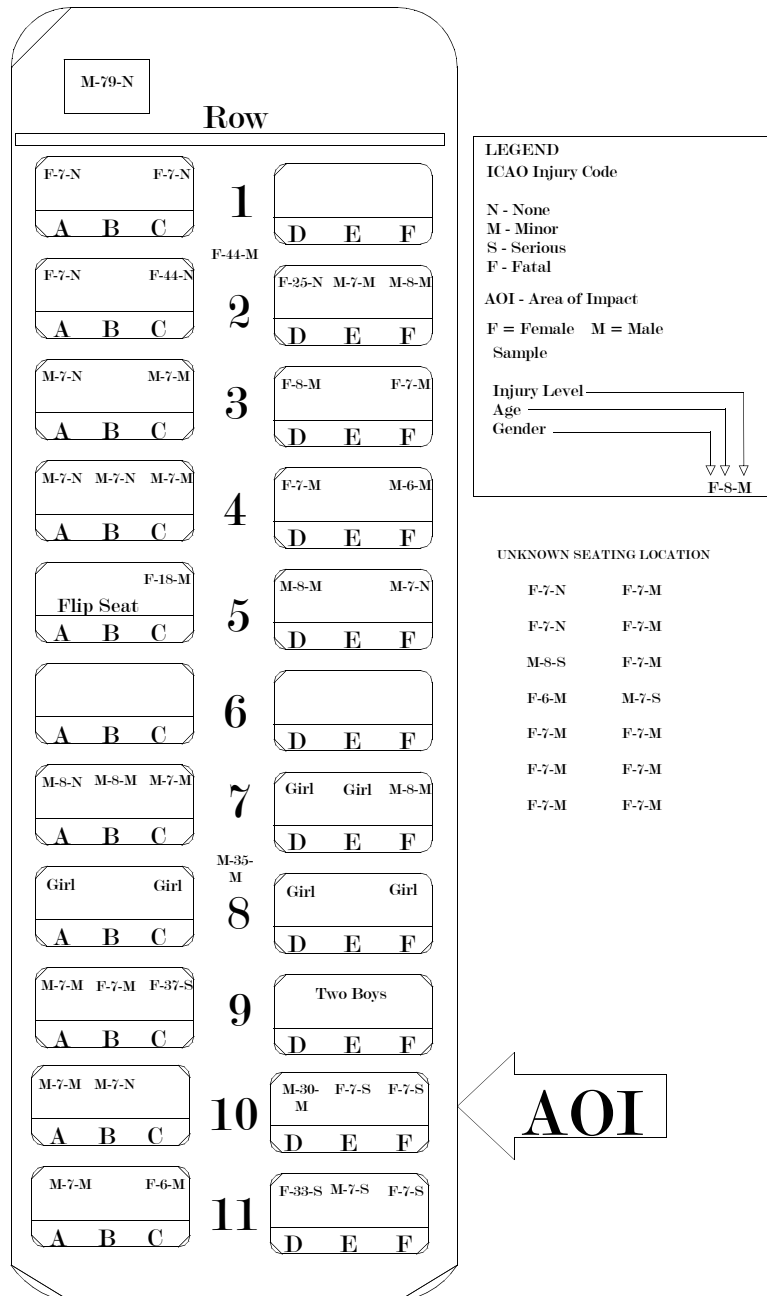 M-79-N
Row
F-7-N F-7-N
A B C 1 D E F
F-44-M
F-7-N F-44-N F-25-N M-7-M M-8-M
A B C 2 D E F
M-7-N M-7-M F-8-M F-7-M
A B C 3 D E F
M-7-N M-7-N M-7-M F-7-M M-6-M
A B C 4 D E F
F-18-M M-8-M M-7-N
Flip Seat
A B C 5 D E F
A B C 6 D E F
M-8-N M-8-M M-7-M Girl Girl M-8-M
A B C 7 D E F
M-35-
M
Girl Girl Girl Girl
A B C 8 D E F
M-7-M F-7-M F-37-S Two Boys
A B C 9 D E F
M-7-M M-7-N M-30- F-7-S F-7-S
M
A B C 10 D E F
M-7-M F-6-M F-33-S M-7-S F-7-S
A B C 11 D E F
LEGEND
ICAO Injury Code
N - None
M - Minor
S - Serious
F - Fatal
AOI - Area of Impact
F = Female M = Male
Sample
Injury Level
Age
Gender
F-8-M
UNKNOWN SEATING LOCATION
F-7-N F-7-M
F-7-N F-7-M
M-8-S F-7-M
F-6-M M-7-S
F-7-M F-7-M
F-7-M F-7-M
F-7-M F-7-M
AOI